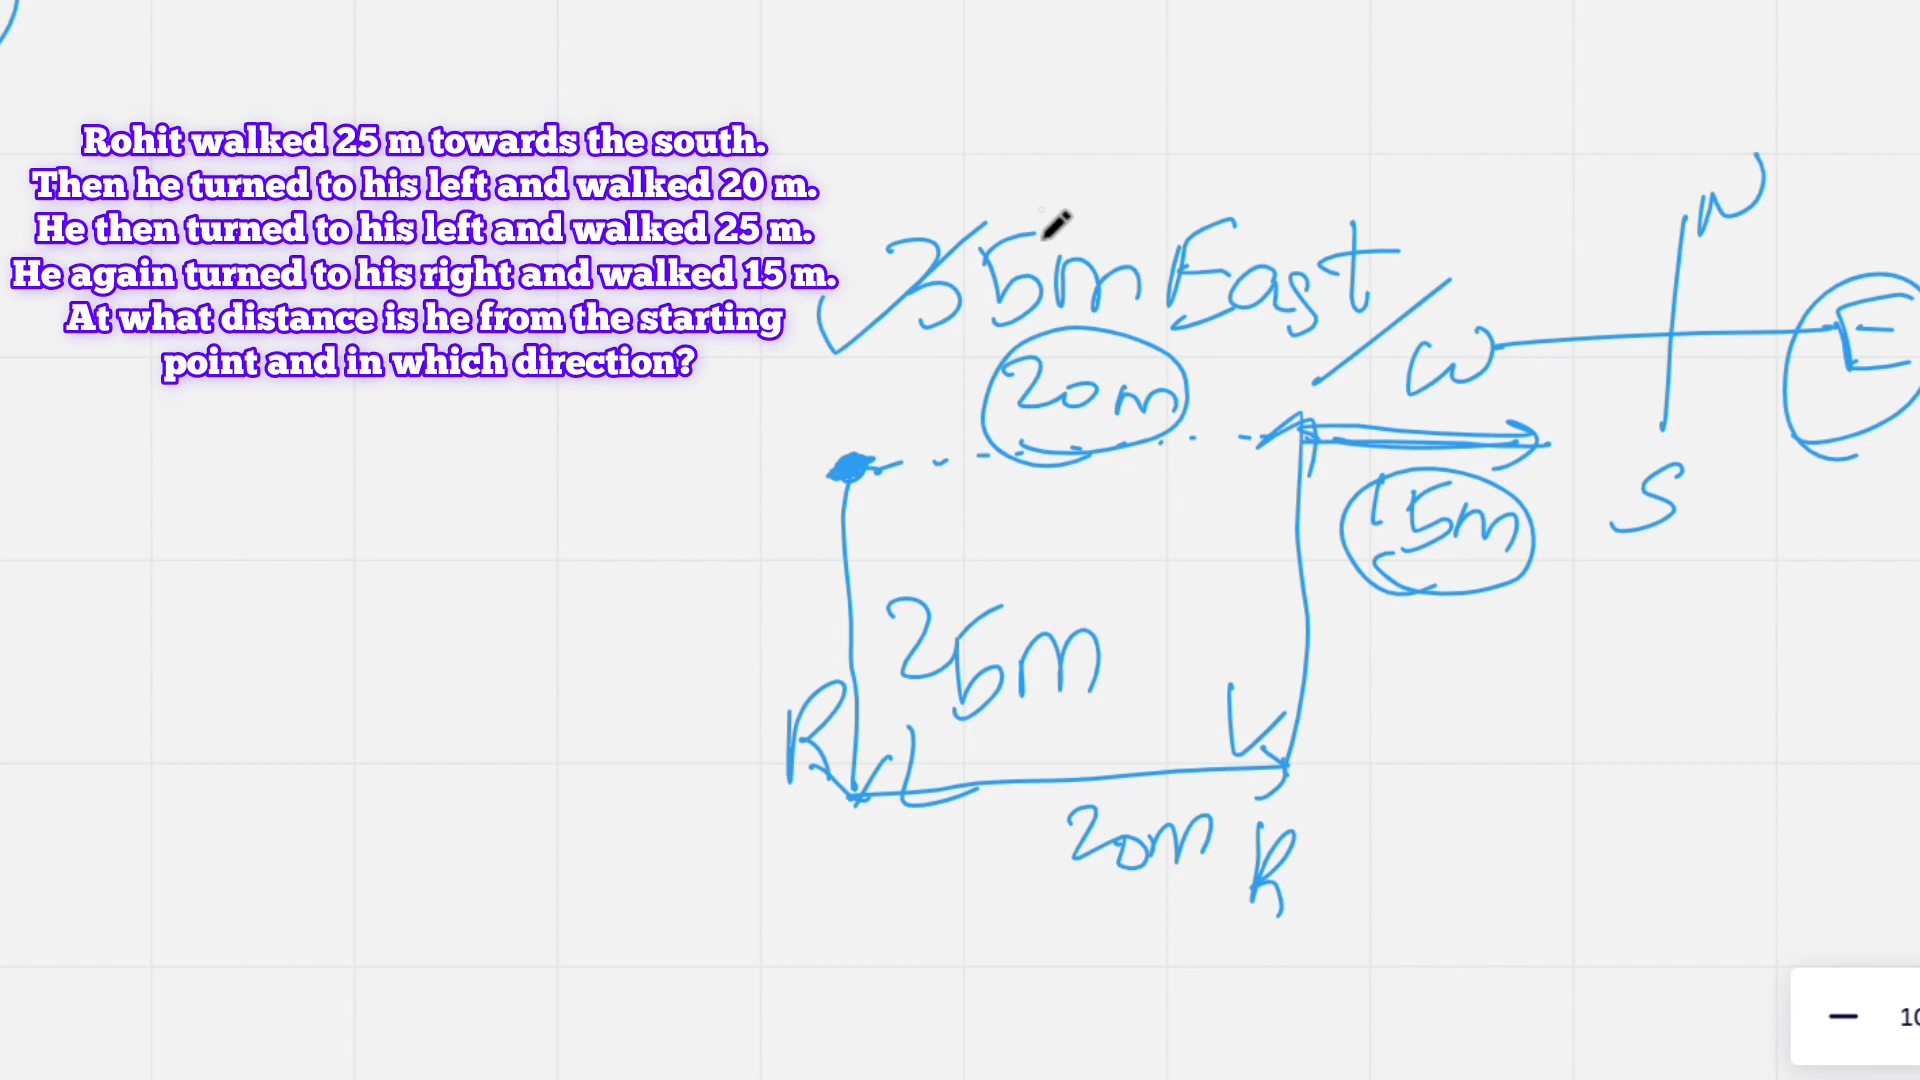 Rohit walked 25 m towards the south.
Then he turned to his left and walked 20 m.
He then turned to his left and walked 25 m.
He again turned to his right and walked 15 m.
At what distance is he from the starting
point and in which direction?
N
35m East
W
E
20m
S
15m
25m
R
L
L
20m
R
10